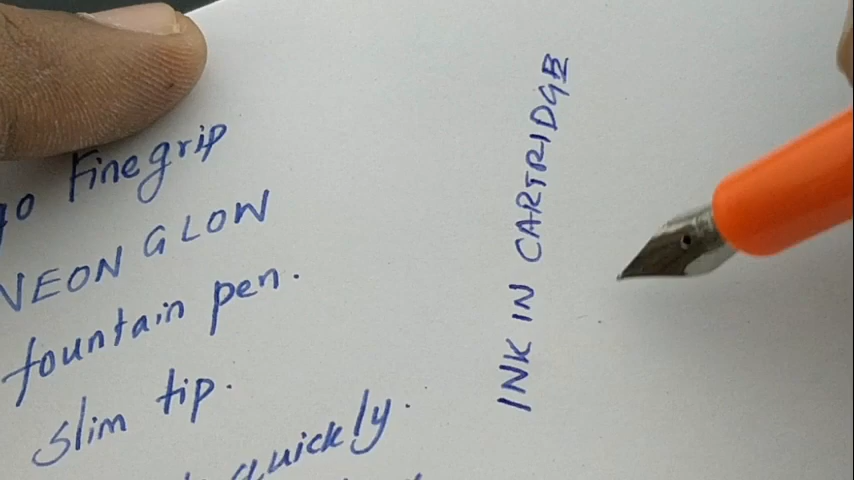 Finegrip
NEON GLOW
fountain pen.
slim tip.
quickly.
INK IN CARTRIDGE